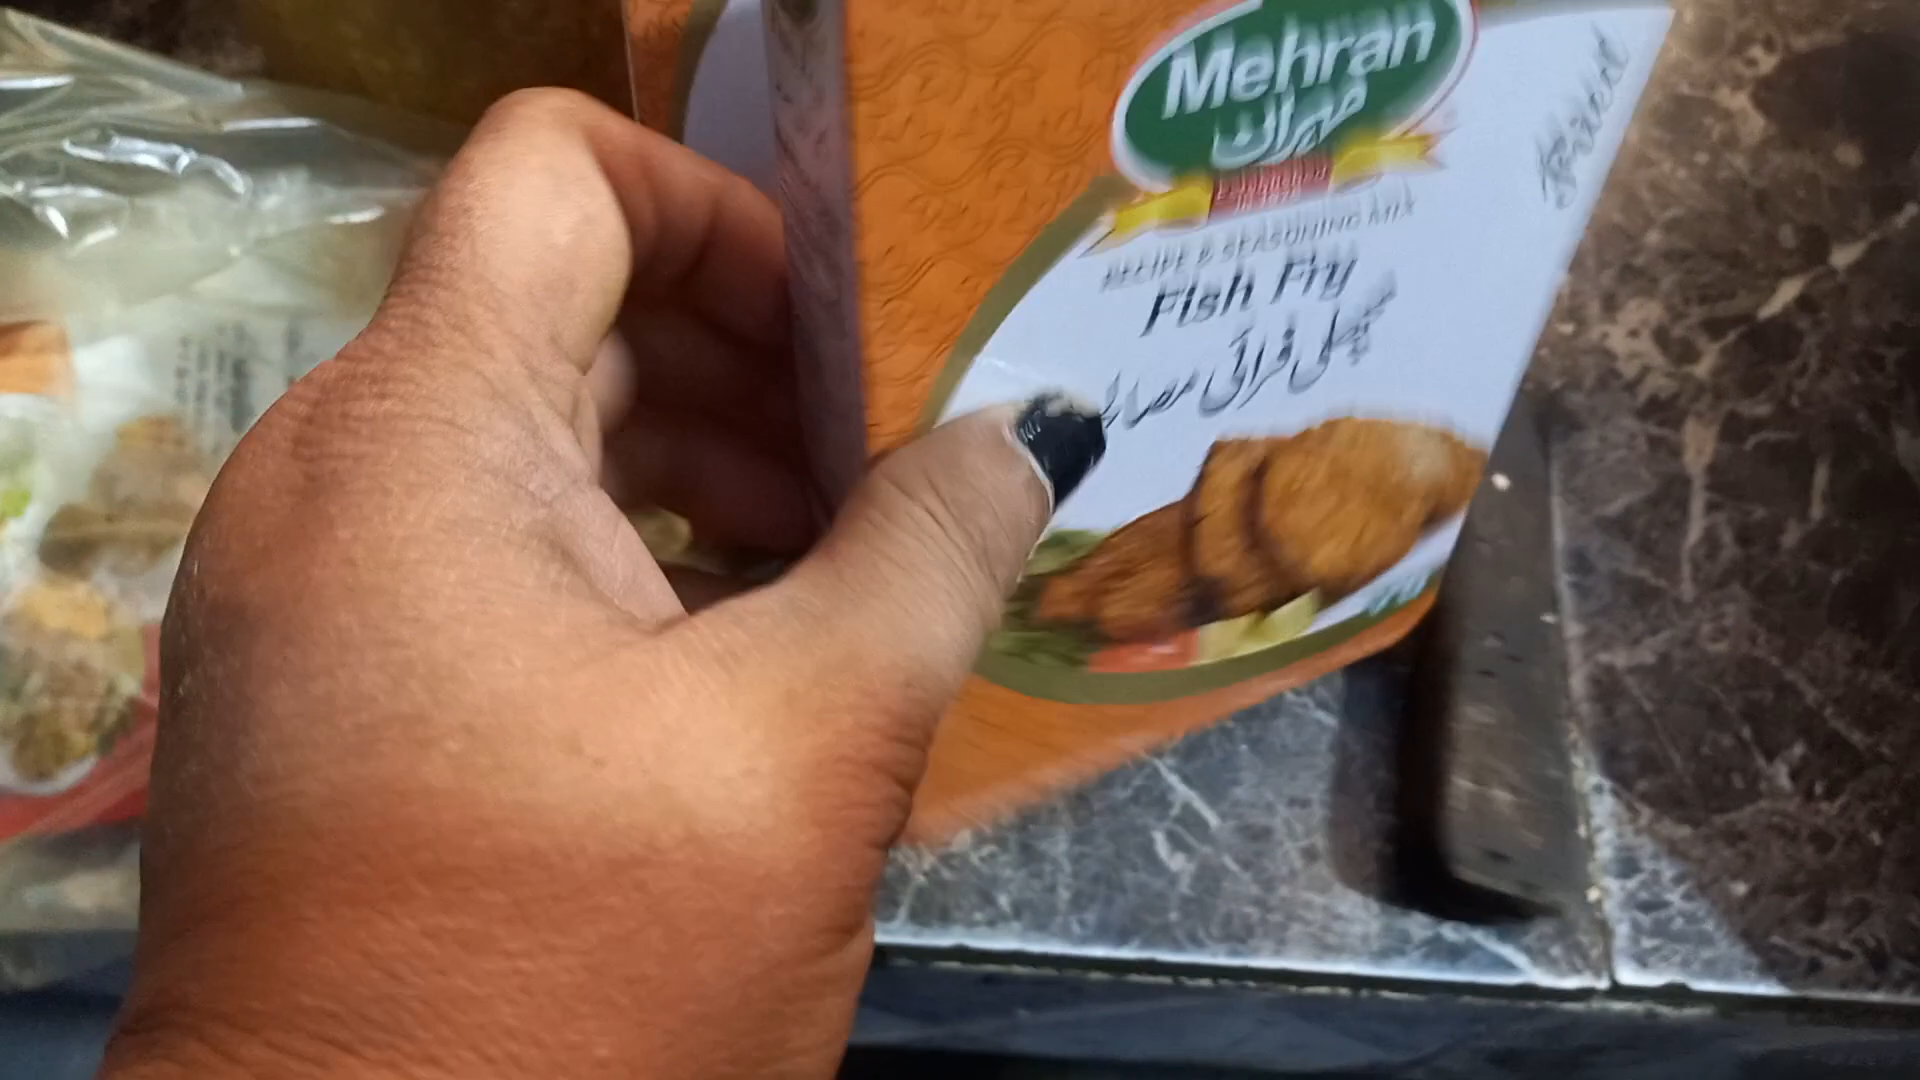 Mehran
مہران
RECIPE & SEASONING MIX
Fish Fry
مچھلی فرائی مصالحہ